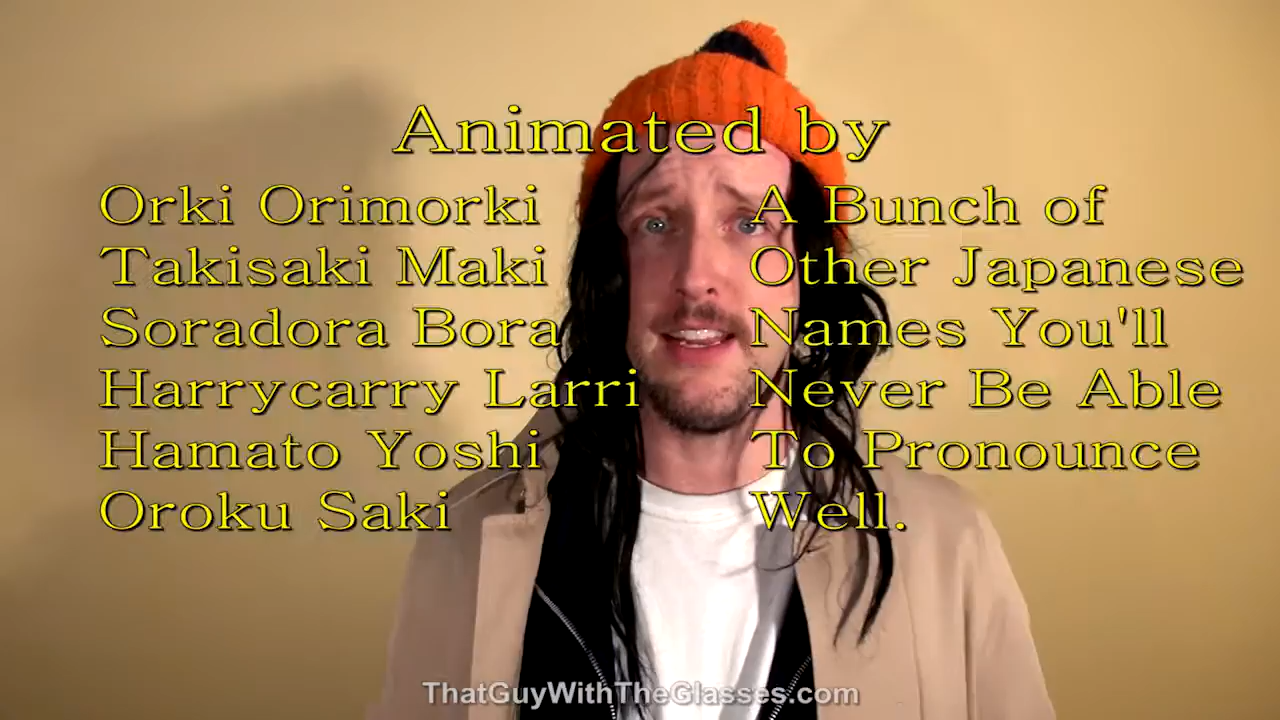 Animated by
Orki Orimorki
Takisaki Maki
Soradora Bora
Harrycarry Larri
Hamato Yoshi
Oroku Saki
A Bunch of
Other Japanese
Names You'll
Never Be Able
To Pronounce
Well.
ThatGuyWithTheGlasses.com